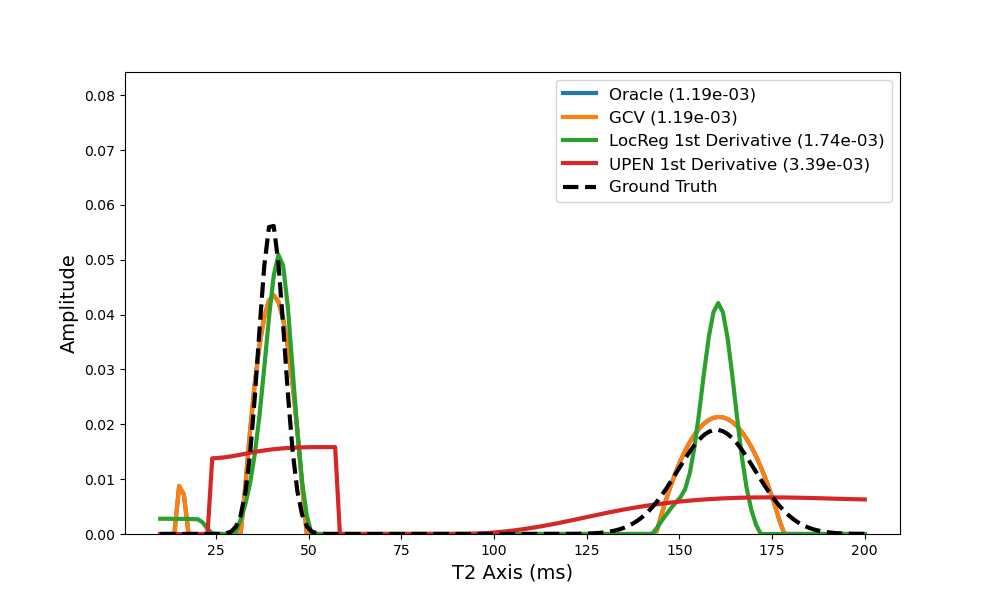 Oracle (1.19e-03)
GCV (1.19e-03)
LocReg 1st Derivative (1.74e-03)
UPEN 1st Derivative (3.39e-03)
Ground Truth
Amplitude
0.08
0.07
0.06
0.05
0.04
0.03
0.02
0.01
0.00
25 50 75 100 125 150 175 200
T2 Axis (ms)